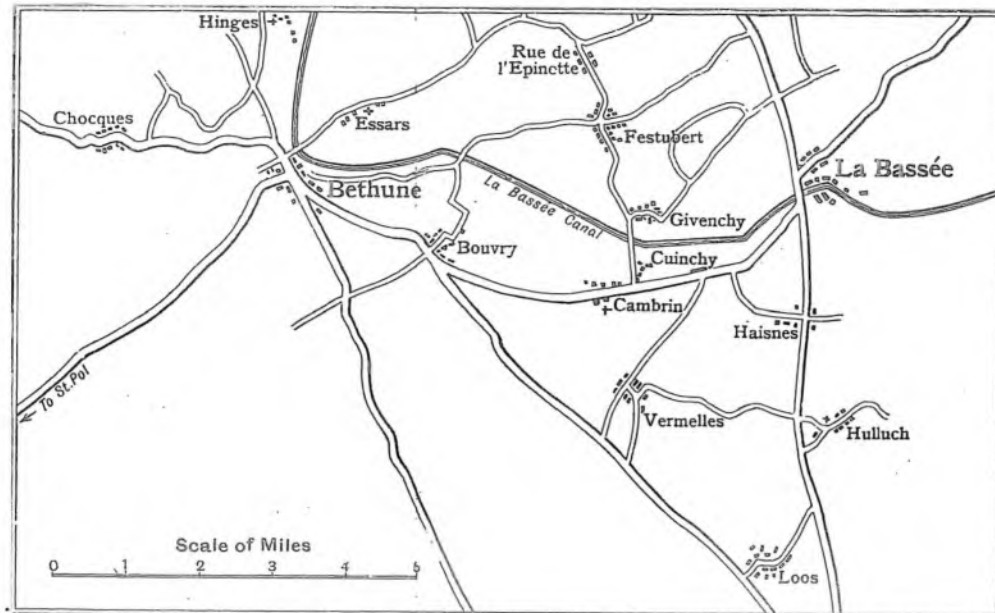 Hinges
Rue de
l'Epinette
Chocques
Essars
Festubert
La Bassée
Bethune
La Bassée Canal
Givenchy
Bouvry
Cuinchy
Cambrin
Haisnes
To St. Pol
Vermelles
Hulluch
Scale of Miles
0 1 2 3 4 5
Loos